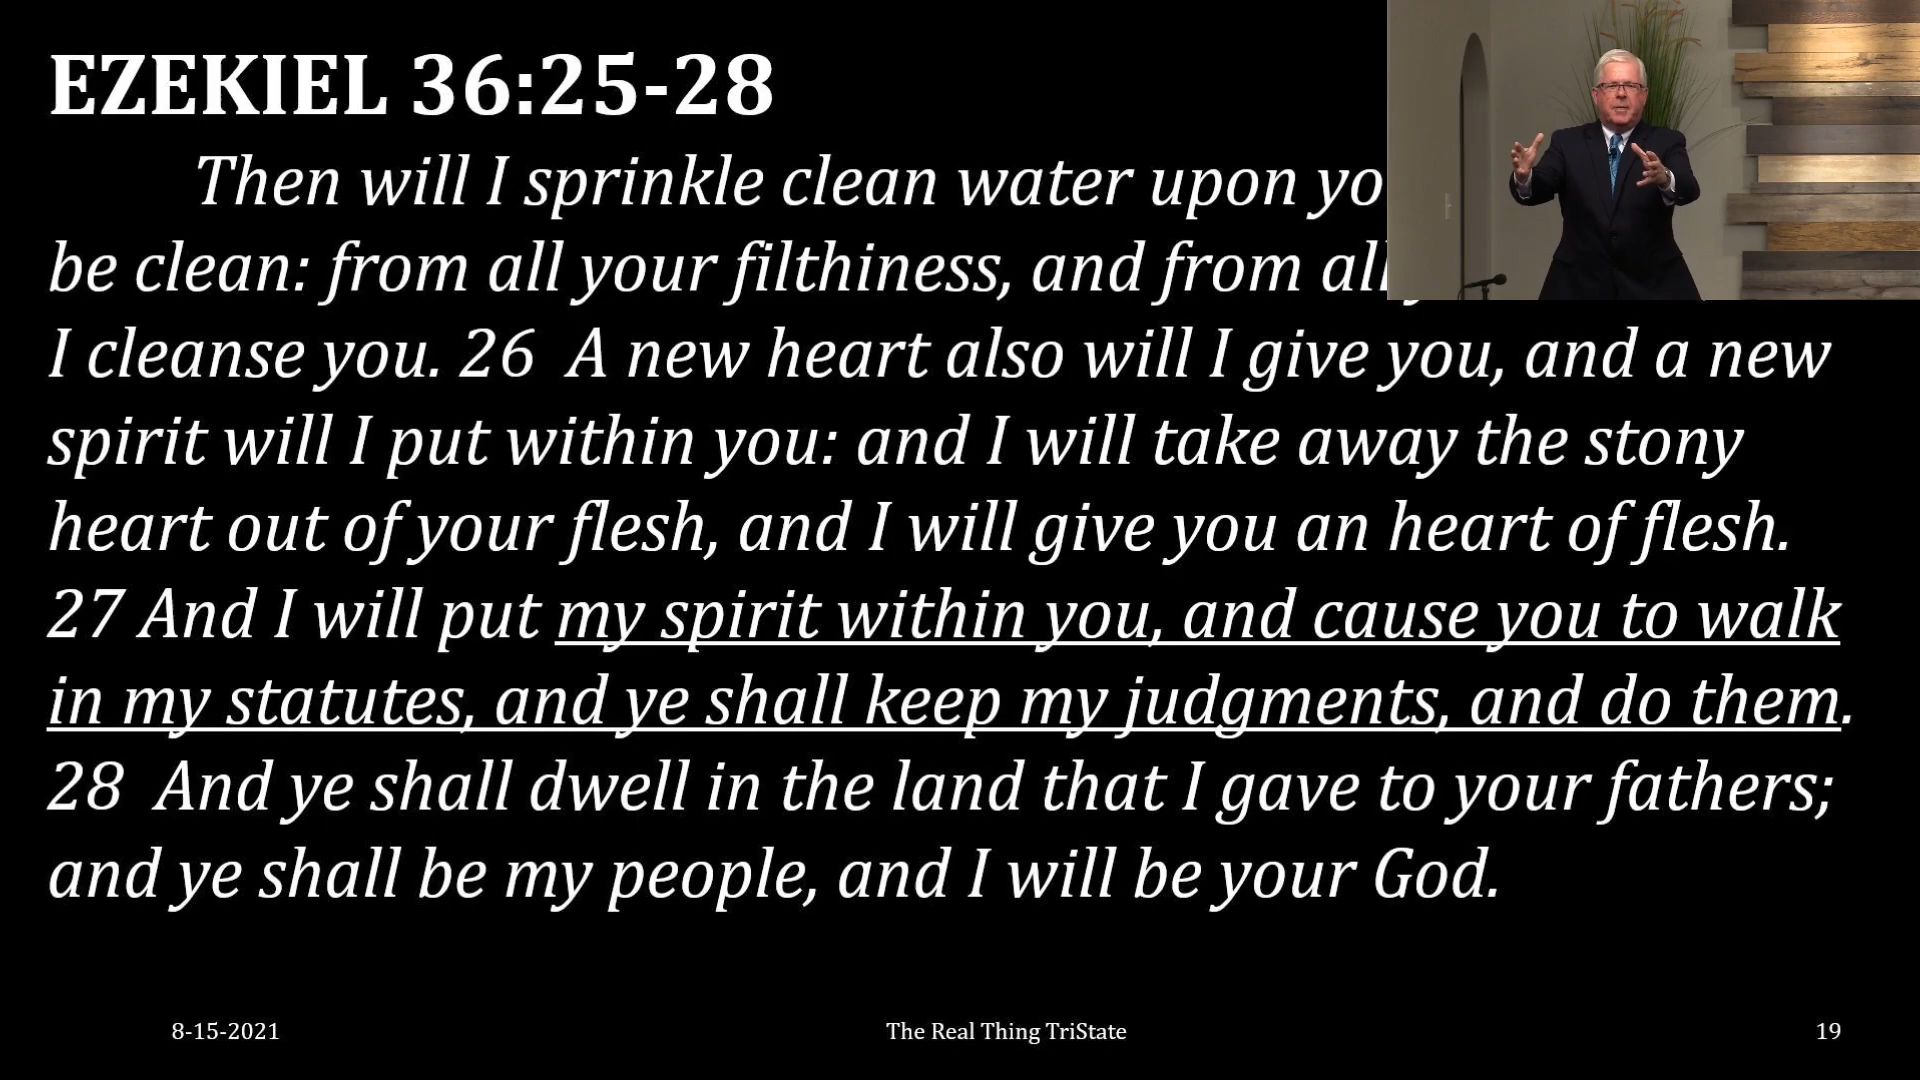 EZEKIEL 36:25-28
Then will I sprinkle clean water upon
be clean: from all your filthiness, and from all
I cleanse you. 26 A new heart also will I give you, and a new
spirit will I put within you: and I will take away the stony
heart out of your flesh, and I will give you an heart of flesh.
27 And I will put my spirit within you, and cause you to walk
in my statutes, and ye shall keep my judgments, and do them.
28 And ye shall dwell in the land that I gave to your fathers;
and ye shall be my people, and I will be your God.
8-15-2021
The Real Thing TriState
19